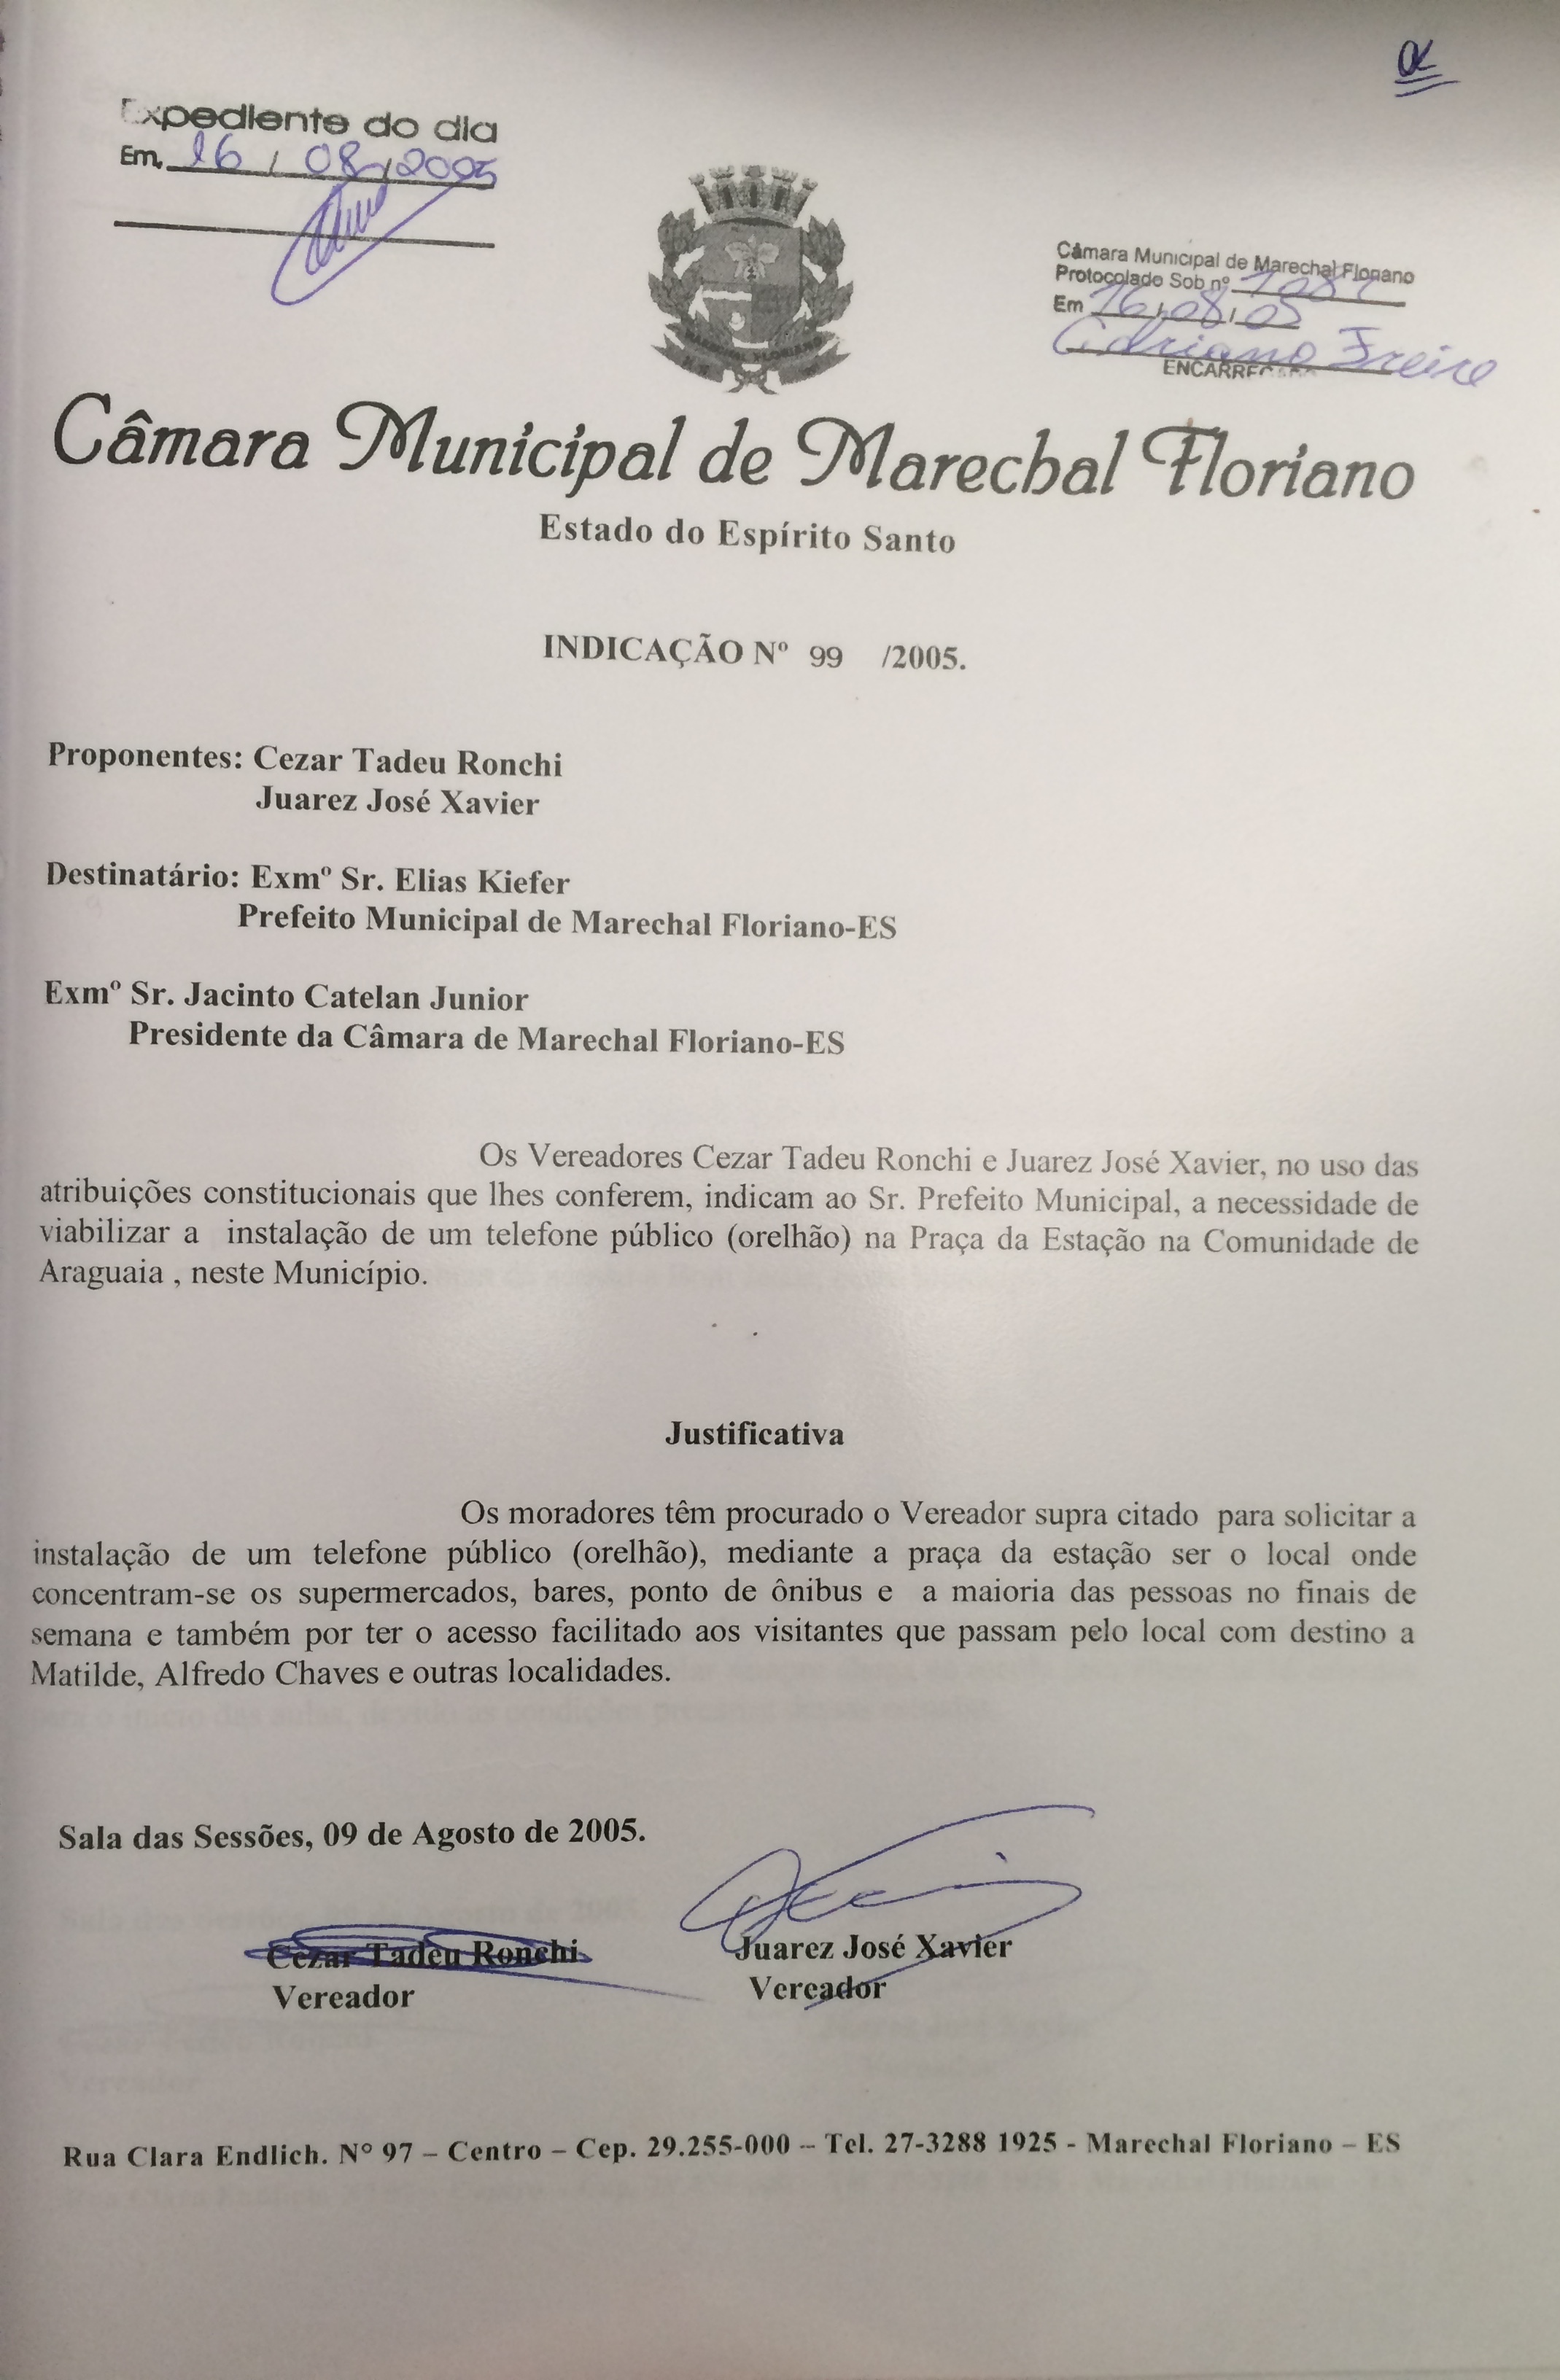 ok
Expediente do dia
Em, 16 / 08 / 2005
Câmara Municipal de Marechal Floriano
Protocolado Sob nº
Em 16 / 08 / 05
Adriano Freire
ENCARREGADO
MARECHAL FLORIANO
Câmara Municipal de Marechal Floriano
Estado do Espírito Santo
INDICAÇÃO Nº 99 /2005.
Proponentes: Cezar Tadeu Ronchi
Juarez José Xavier
Destinatário: Exmº Sr. Elias Kiefer
Prefeito Municipal de Marechal Floriano-ES
Exmº Sr. Jacinto Catelan Junior
Presidente da Câmara de Marechal Floriano-ES
Os Vereadores Cezar Tadeu Ronchi e Juarez José Xavier, no uso das
atribuições constitucionais que lhes conferem, indicam ao Sr. Prefeito Municipal, a necessidade de
viabilizar a instalação de um telefone público (orelhão) na Praça da Estação na Comunidade de
Araguaia , neste Município.
Justificativa
Os moradores têm procurado o Vereador supra citado para solicitar a
instalação de um telefone público (orelhão), mediante a praça da estação ser o local onde
concentram-se os supermercados, bares, ponto de ônibus e a maioria das pessoas no finais de
semana e também por ter o acesso facilitado aos visitantes que passam pelo local com destino a
Matilde, Alfredo Chaves e outras localidades.
Sala das Sessões, 09 de Agosto de 2005.
Cezar Tadeu Ronchi
Vereador
Juarez José Xavier
Vereador
Rua Clara Endlich. Nº 97 – Centro – Cep. 29.255-000 – Tel. 27-3288 1925 - Marechal Floriano – ES